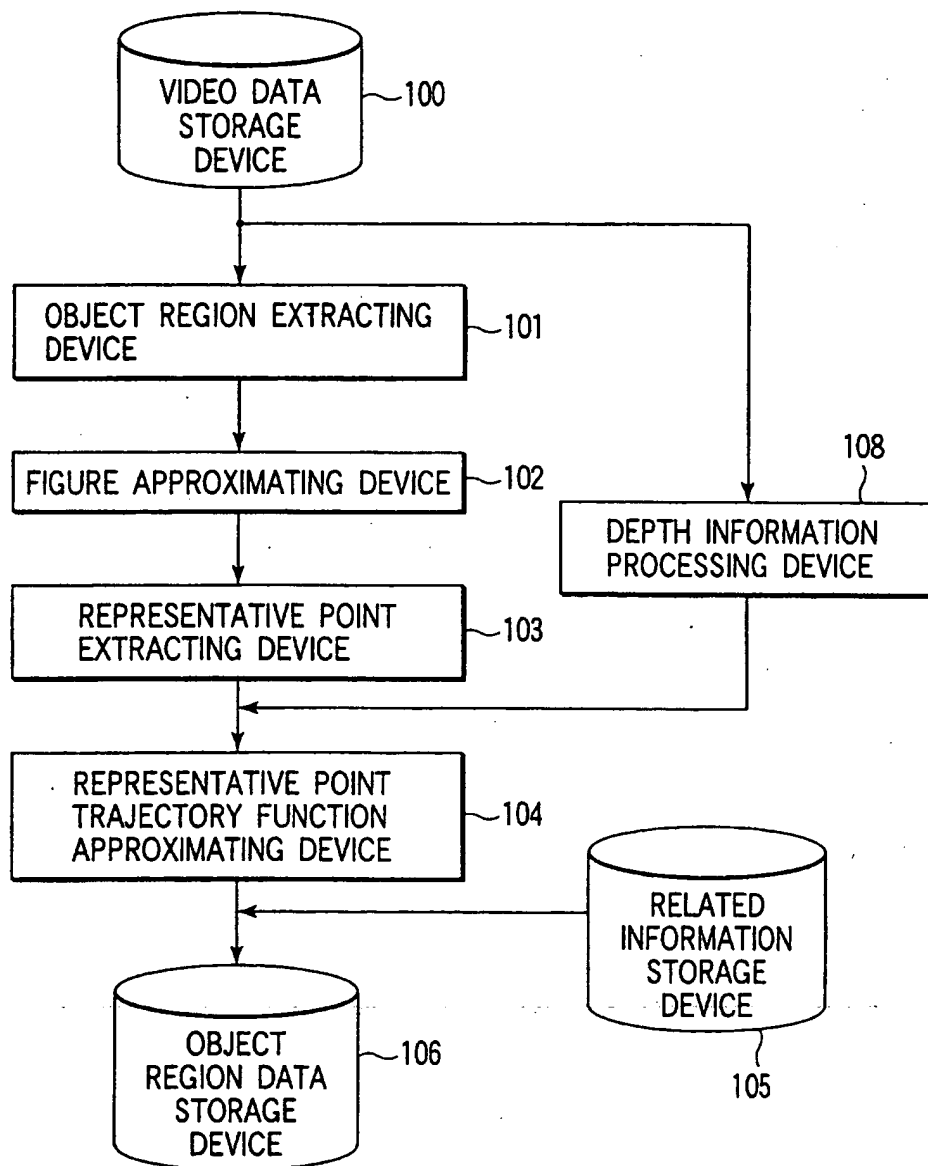 VIDEO DATA
STORAGE
DEVICE
100
OBJECT REGION EXTRACTING
DEVICE
101
FIGURE APPROXIMATING DEVICE
102
108
DEPTH INFORMATION
PROCESSING DEVICE
REPRESENTATIVE POINT
EXTRACTING DEVICE
103
REPRESENTATIVE POINT
TRAJECTORY FUNCTION
APPROXIMATING DEVICE
104
RELATED
INFORMATION
STORAGE
DEVICE
105
OBJECT
REGION DATA
STORAGE
DEVICE
106